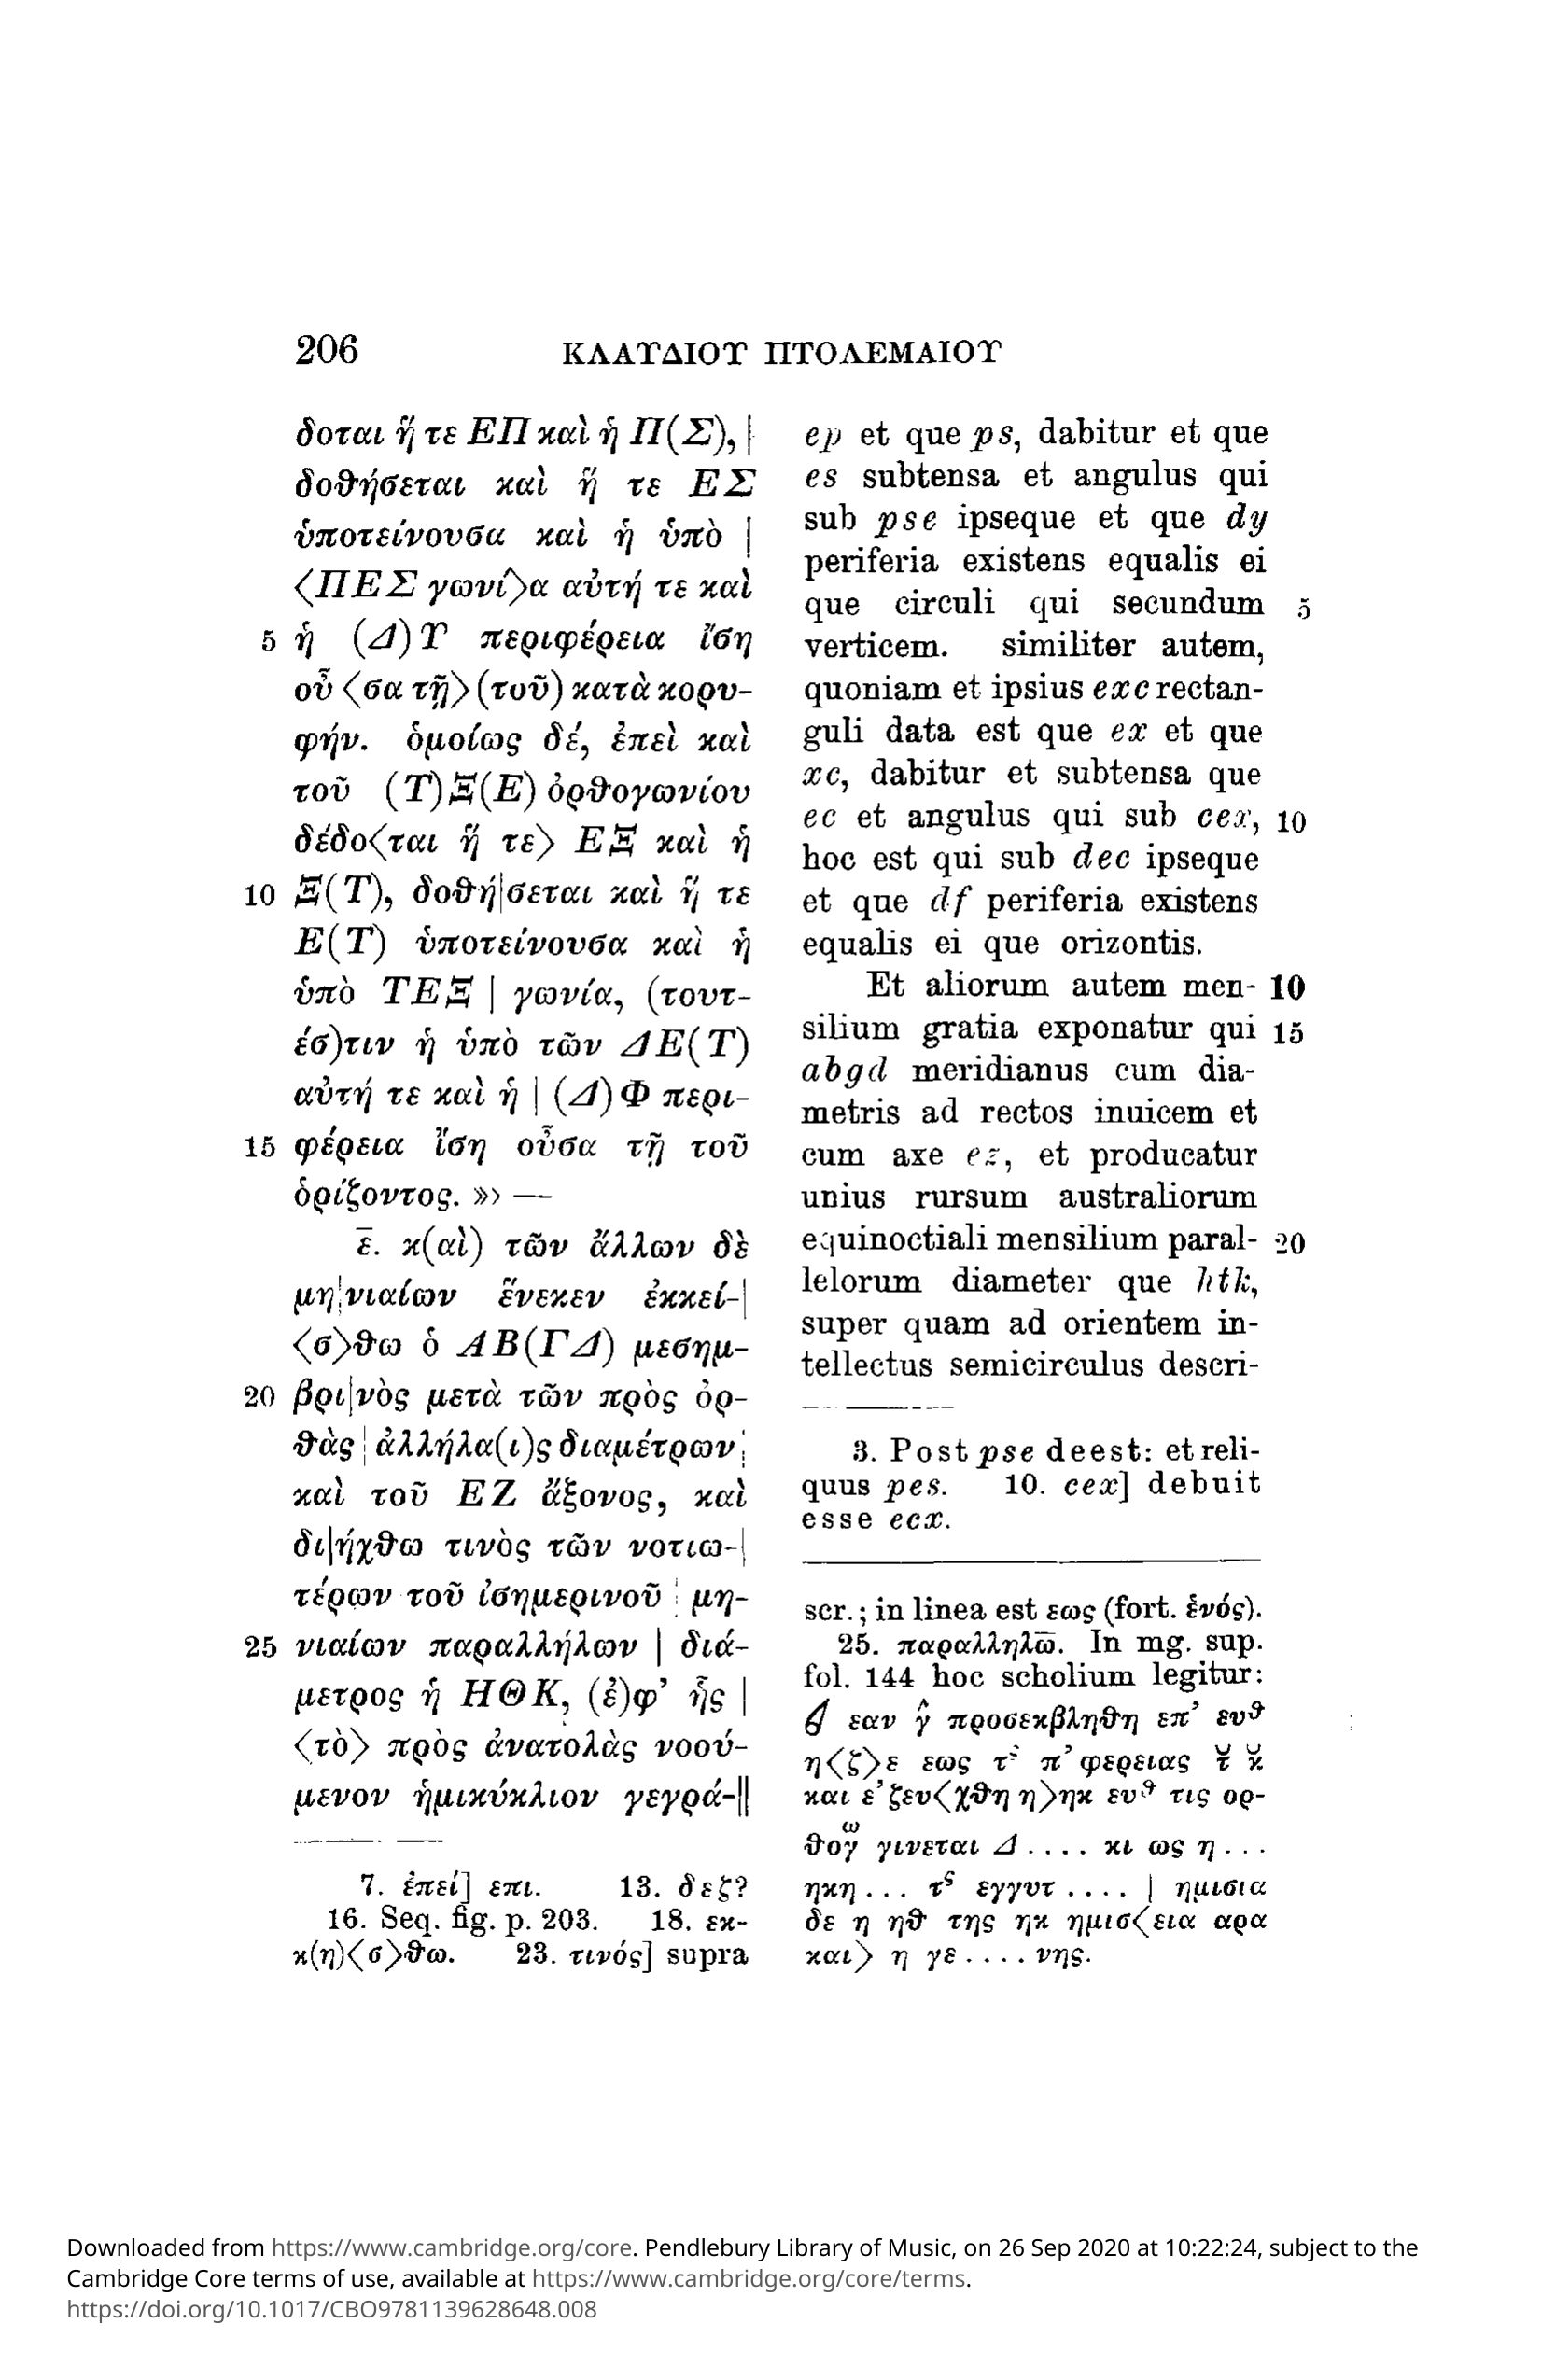 206 ΚΛΑΥΔΙΟΥ ΠΤΟΛΕΜΑΙΟΥ
δοται ἥ τε ΕΠ καὶ ἡ Π(Σ), |
δοθήσεται καὶ ἥ τε ΕΣ
ὑποτείνουσα καὶ ἡ ὑπὸ |
⟨ΠΕΣ γωνί⟩α αὐτή τε καὶ
5 ἡ (Δ)Υ περιφέρεια ἴση
οὖ⟨σα τῇ⟩(τοῦ) κατὰ κορυ-
φήν. ὁμοίως δέ, ἐπεὶ καὶ
τοῦ (Τ)Ξ(Ε) ὀρθογωνίου
δέδο⟨ται ἥ τε⟩ ΕΞ καὶ ἡ
10 Ξ(Τ), δοθή|σεται καὶ ἥ τε
Ε(Τ) ὑποτείνουσα καὶ ἡ
ὑπὸ ΤΕΞ | γωνία, (τουτ-
έσ)τιν ἡ ὑπὸ τῶν ΔΕ(Τ)
αὐτή τε καὶ ἡ | (Δ)Φ περι-
15 φέρεια ἴση οὖσα τῇ τοῦ
ὁρίζοντος. ⟫› —
ε̅. κ(αὶ) τῶν ἄλλων δὲ
μη|νιαίων ἕνεκεν ἐκκεί-|
⟨σ⟩θω ὁ ΑΒ(ΓΔ) μεσημ-
20 βρι|νὸς μετὰ τῶν πρὸς ὀρ-
θὰς | ἀλλήλα(ι)ς διαμέτρων |
καὶ τοῦ ΕΖ ἄξονος, καὶ
δι|ήχθω τινὸς τῶν νοτιω-|
τέρων τοῦ ἰσημερινοῦ | μη-
25 νιαίων παραλλήλων | διά-
μετρος ἡ ΗΘΚ, (ἐ)φ’ ἧς |
⟨τὸ⟩ πρὸς ἀνατολὰς νοού-
μενον ἡμικύκλιον γεγρά-‖
7. ἐπεί] επι. 13. δεζ?
16. Seq. fig. p. 203. 18. εκ-
κ(η)⟨σ⟩θω. 23. τινός] supra
ep et que ps, dabitur et que
es subtensa et angulus qui
sub pse ipseque et que dy
periferia existens equalis ei
que circuli qui secundum 5
verticem. similiter autem,
quoniam et ipsius exc rectan-
guli data est que ex et que
xc, dabitur et subtensa que
ec et angulus qui sub cex, 10
hoc est qui sub dec ipseque
et que df periferia existens
equalis ei que orizontis.
Et aliorum autem men- 10
silium gratia exponatur qui 15
abgd meridianus cum dia-
metris ad rectos inuicem et
cum axe ez, et producatur
unius rursum australiorum
equinoctiali mensilium paral- 20
lelorum diameter que htk,
super quam ad orientem in-
tellectus semicirculus descri-
3. Post pse deest: et reli-
quus pes. 10. cex] debuit
esse ecx.
scr.; in linea est εως (fort. ἑνός).
25. παραλληλω̅. In mg. sup.
fol. 144 hoc scholium legitur:
εαν γ̂ προσεκβληθη επ’ ευᶿ
η⟨ζ⟩ε εως τˢ̀ π’φερειας τ̆ κ̆
και ε’ζευ⟨χθη η⟩ηκ ευᶿ τις ορ-
θογ͑ω γινεται Δ.... κι ως η...
ηκη... τˢ εγγυτ.... | ημισια
δε η ηθ της ηκ ημισ⟨εια αρα
και⟩ η γε....νης.
Downloaded from https://www.cambridge.org/core. Pendlebury Library of Music, on 26 Sep 2020 at 10:22:24, subject to the
Cambridge Core terms of use, available at https://www.cambridge.org/core/terms.
https://doi.org/10.1017/CBO9781139628648.008